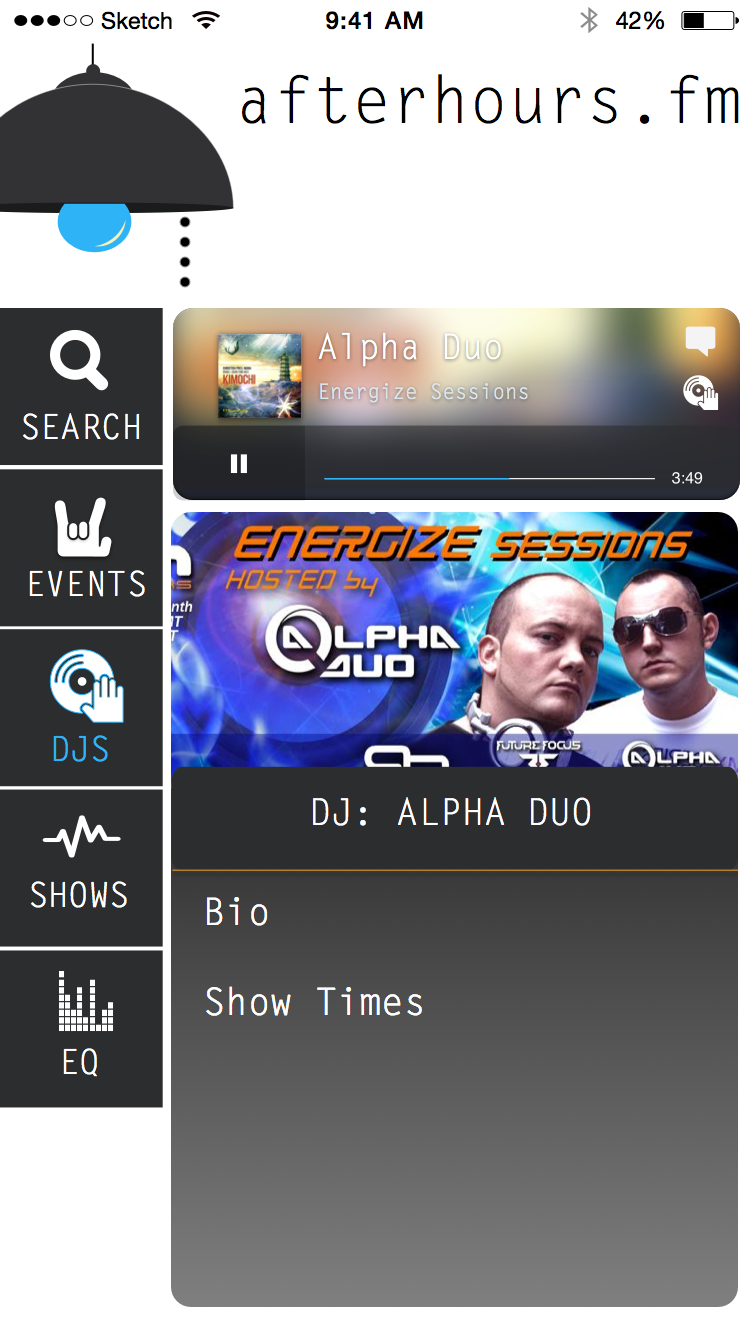 Sketch 9:41 AM 42%
afterhours.fm
SEARCH
EVENTS
DJS
SHOWS
EQ
Alpha Duo
Energize Sessions
KIMOCHI
3:49
ENERGIZE SESSIONS
HOSTED by
ALPHA
DUO
nth
FUTURE FOCUS
ALPHA
DJ: ALPHA DUO
Bio
Show Times